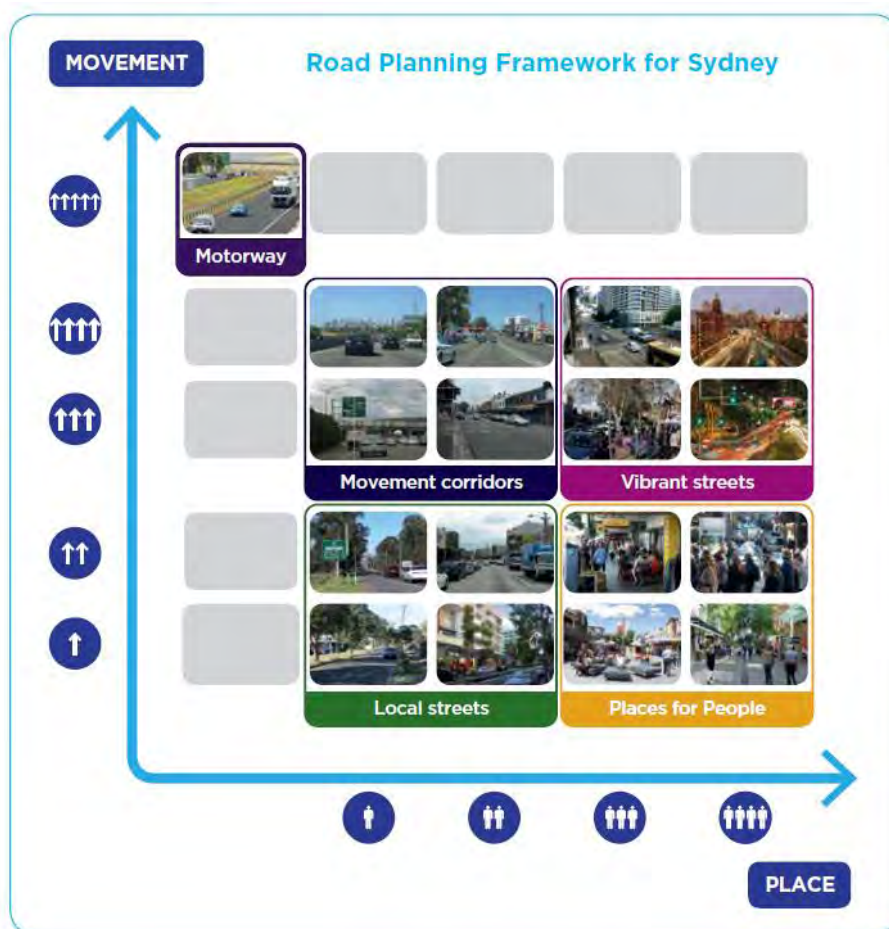 MOVEMENT
Road Planning Framework for Sydney
Motorway
Movement corridors
Vibrant streets
Local streets
Places for People
PLACE